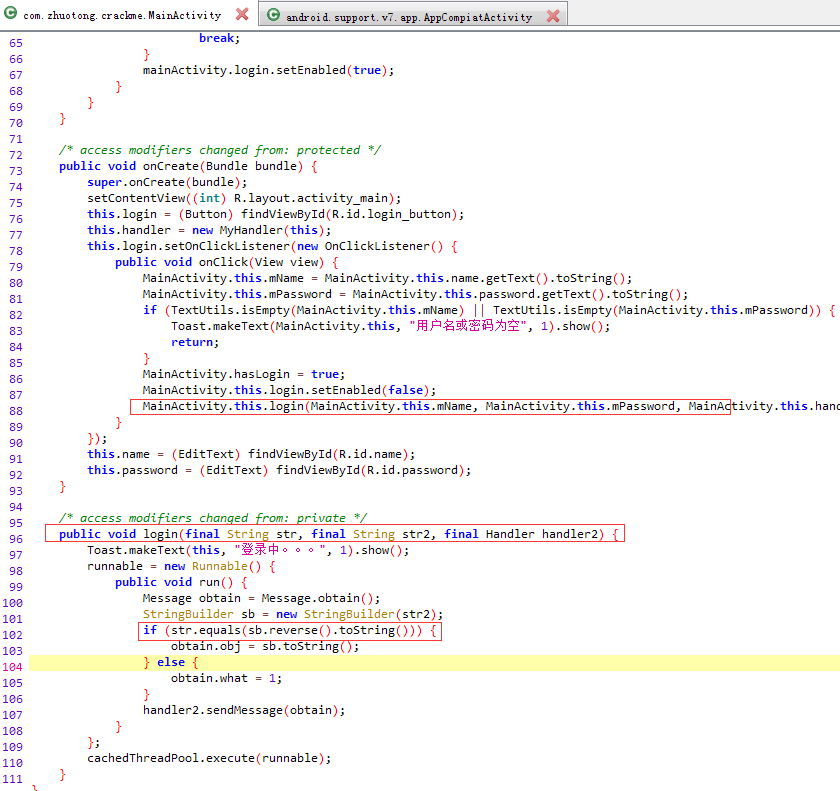 com.zhuotong.crackme.MainActivity android.support.v7.app.AppCompiatActivity
65 break;
66 }
67 mainActivity.login.setEnabled(true);
68 }
69 }
70 }
71
72 /* access modifiers changed from: protected */
73 public void onCreate(Bundle bundle) {
74 super.onCreate(bundle);
75 setContentView((int) R.layout.activity_main);
76 this.login = (Button) findViewById(R.id.login_button);
77 this.handler = new MyHandler(this);
78 this.login.setOnClickListener(new OnClickListener() {
79 public void onClick(View view) {
80 MainActivity.this.mName = MainActivity.this.name.getText().toString();
81 MainActivity.this.mPassword = MainActivity.this.password.getText().toString();
82 if (TextUtils.isEmpty(MainActivity.this.mName) || TextUtils.isEmpty(MainActivity.this.mPassword)) {
83 Toast.makeText(MainActivity.this, "用户名或密码为空", 1).show();
84 return;
85 }
86 MainActivity.hasLogin = true;
87 MainActivity.this.login.setEnabled(false);
88 MainActivity.this.login(MainActivity.this.mName, MainActivity.this.mPassword, MainActivity.this.hand
89 }
90 });
91 this.name = (EditText) findViewById(R.id.name);
92 this.password = (EditText) findViewById(R.id.password);
93 }
94
95 /* access modifiers changed from: private */
96 public void login(final String str, final String str2, final Handler handler2) {
97 Toast.makeText(this, "登录中。。。", 1).show();
98 runnable = new Runnable() {
99 public void run() {
100 Message obtain = Message.obtain();
101 StringBuilder sb = new StringBuilder(str2);
102 if (str.equals(sb.reverse().toString())) {
103 obtain.obj = sb.toString();
104 } else {
105 obtain.what = 1;
106 }
107 handler2.sendMessage(obtain);
108 }
109 };
110 cachedThreadPool.execute(runnable);
111 }
}